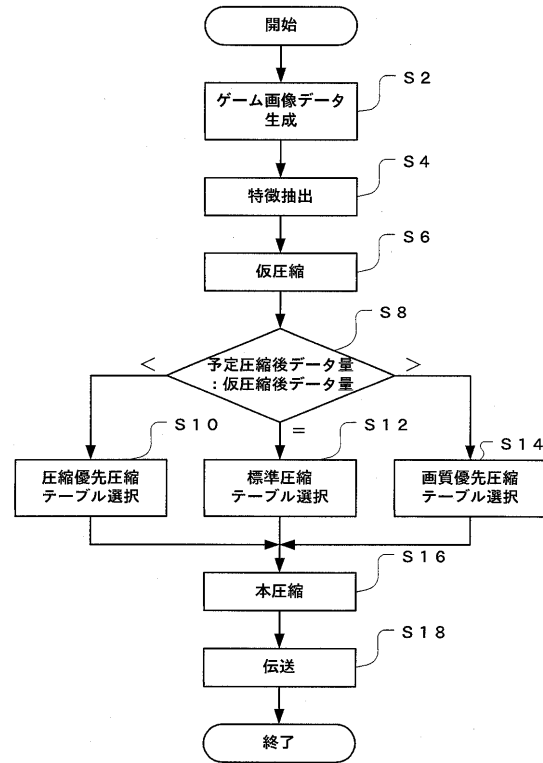 開始
S2
ゲーム画像データ
生成
S4
特徴抽出
S6
仮圧縮
S8
<
予定圧縮後データ量
:仮圧縮後データ量
>
=
S10
S12
S14
圧縮優先圧縮
テーブル選択
標準圧縮
テーブル選択
画質優先圧縮
テーブル選択
S16
本圧縮
S18
伝送
終了